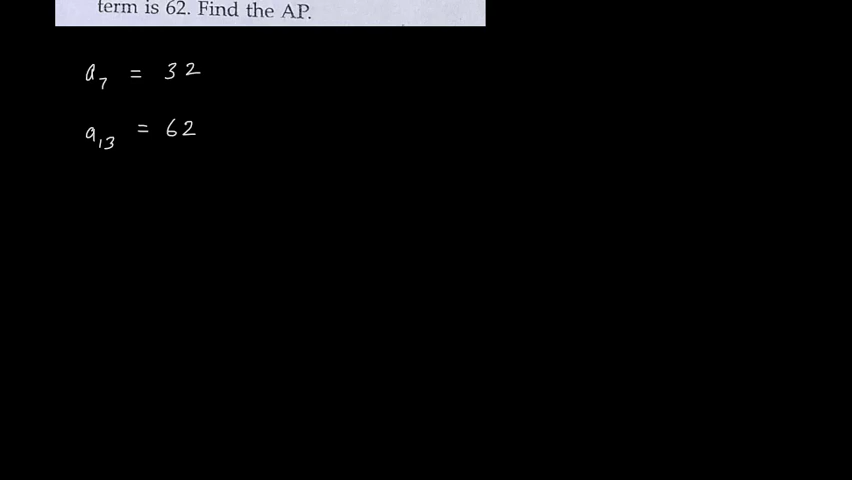 term is 62. Find the AP.
a₇ = 32
a₁₃ = 62